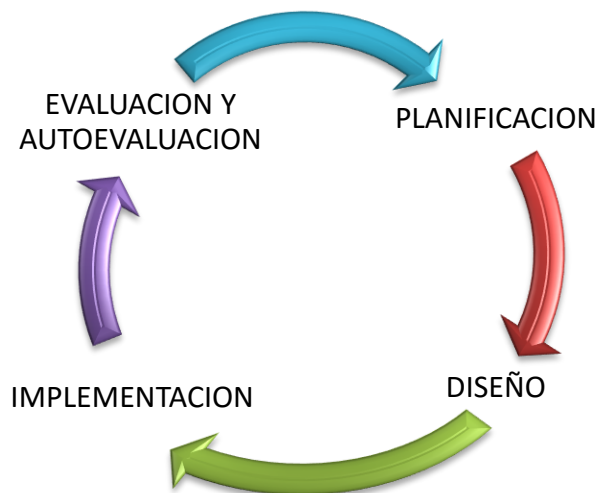 EVALUACION Y
AUTOEVALUACION
PLANIFICACION
DISEÑO
IMPLEMENTACION